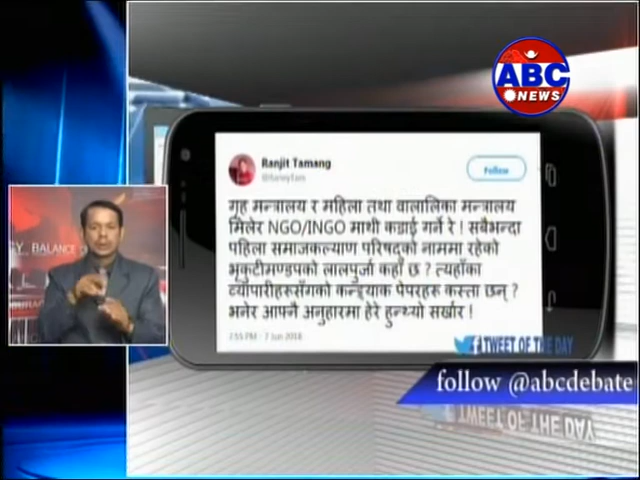 ABC
NEWS
Ranjit Tamang
Follow
गृह मन्त्रालय र महिला तथा वालालिका मन्त्रालय
मिलेर NGO/INGO माथी कडाई गर्ने रे ! सबैभन्दा
पहिला समाजकल्याण परिषद्को नाममा रहेको
भृकुटीमण्डपको लालपुर्जा कहाँ छ ? त्यहाँका
व्यापारीहरूसँगको कन्ट्र्याक पेपरहरू कस्ता छन् ?
भनेर आफ्नै अनुहारमा हेरे हुन्थ्यो सर्खार !
7:55 PM - 7 Jun 2018
TWEET OF THE DAY
follow @abcdebate
TWEET OF THE DAY
BALANCE